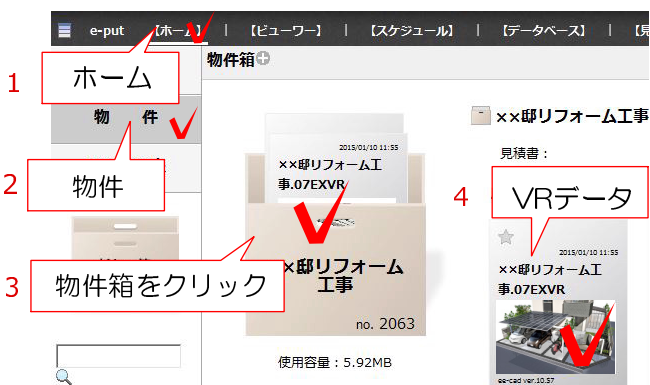 e-put 【ホーム】 | 【ビューワー】 | 【スケジュール】 | 【データベース】 |
1 ホーム
物件箱
物 件
2 物件
2015/01/10 11:55
××邸リフォーム工
事.07EXVR
××邸リフォーム工事
見積書：
4 VRデータ
3 物件箱をクリック
×邸リフォーム
工事
no. 2063
使用容量：5.92MB
2015/01/10 11:55
××邸リフォーム工
事.07EXVR
ee-cad ver.10.57